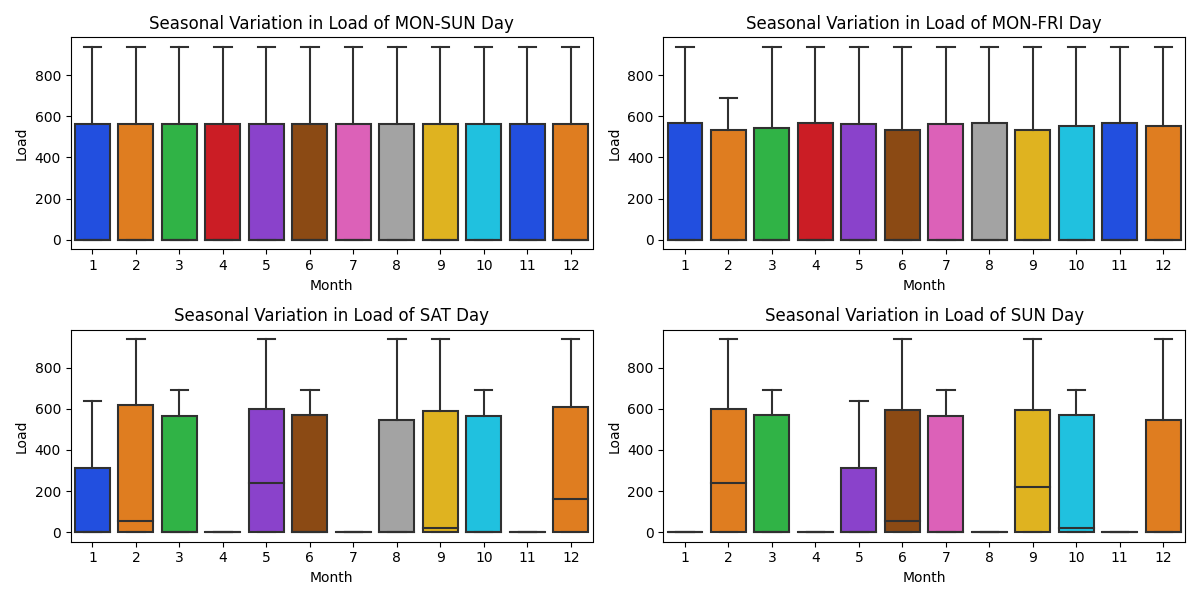 Seasonal Variation in Load of MON-SUN Day
Load
800
600
400
200
0
1 2 3 4 5 6 7 8 9 10 11 12
Month
Seasonal Variation in Load of MON-FRI Day
Load
800
600
400
200
0
1 2 3 4 5 6 7 8 9 10 11 12
Month
Seasonal Variation in Load of SAT Day
Load
800
600
400
200
0
1 2 3 4 5 6 7 8 9 10 11 12
Month
Seasonal Variation in Load of SUN Day
Load
800
600
400
200
0
1 2 3 4 5 6 7 8 9 10 11 12
Month